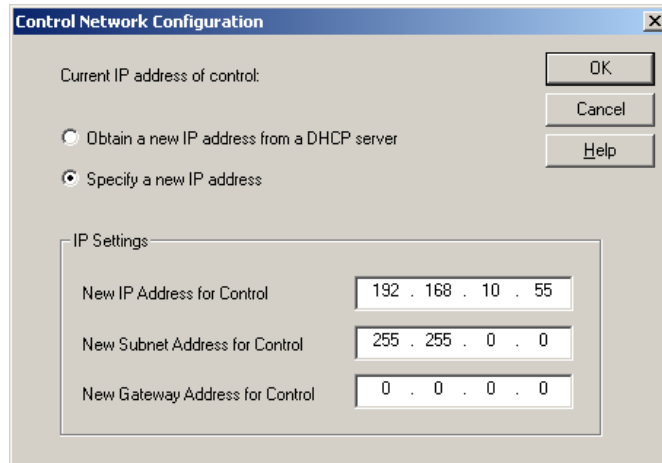 Control Network Configuration
Current IP address of control:
OK
Cancel
Obtain a new IP address from a DHCP server
Help
Specify a new IP address
IP Settings
New IP Address for Control 192 . 168 . 10 . 55
New Subnet Address for Control 255 . 255 . 0 . 0
New Gateway Address for Control 0 . 0 . 0 . 0